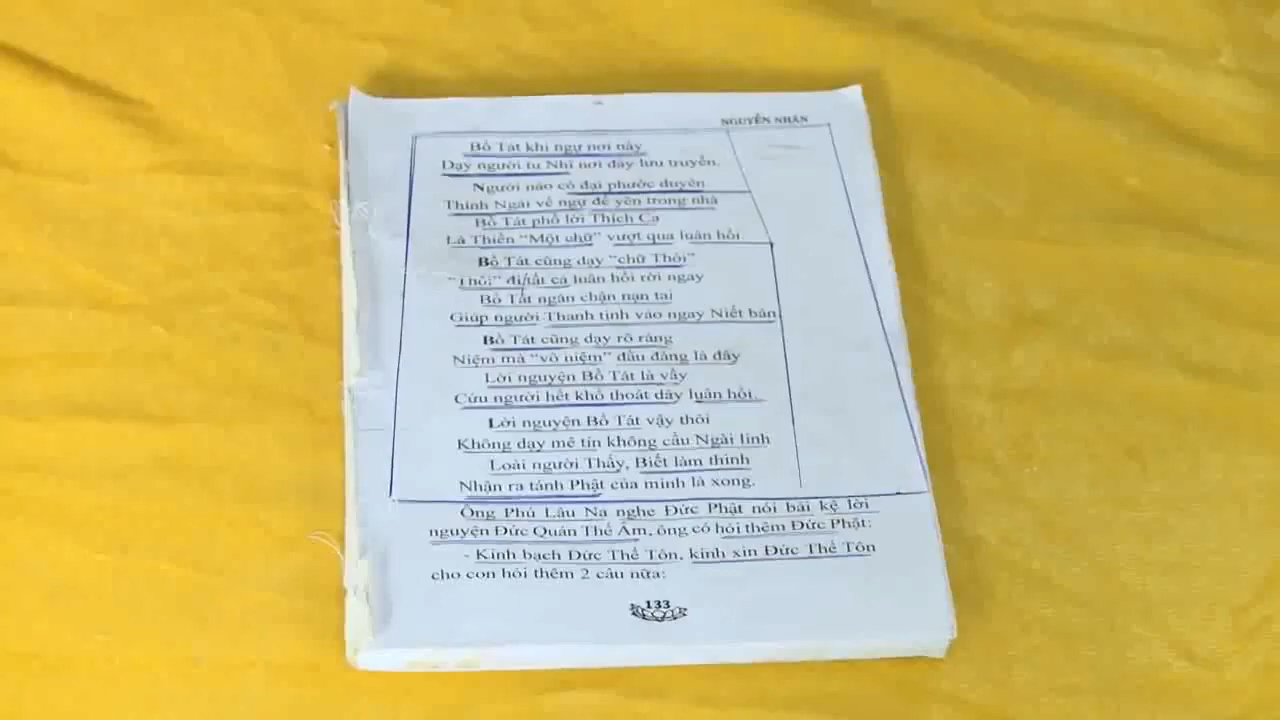 NGUYỄN NHÂN
Bồ Tát khi ngự nơi này
Dạy người tu Nhĩ nơi đây lưu truyền.
Người nào có đại phước duyên
Thỉnh Ngài về ngự để yên trong nhà
Bồ Tát phổ lời Thích Ca
Là Thiền “Một chữ” vượt qua luân hồi.
Bồ Tát cũng dạy “chữ Thôi”
“Thôi” đi tất cả luân hồi rời ngay
Bồ Tát ngăn chận nạn tai
Giúp người Thanh tịnh vào ngay Niết bàn
Bồ Tát cũng dạy rõ ràng
Niệm mà “vô niệm” đầu đàng là đây
Lời nguyện Bồ Tát là vầy
Cứu người hết khổ thoát dây luân hồi.
Lời nguyện Bồ Tát vậy thôi
Không dạy mê tín không cầu Ngài linh
Loài người Thấy, Biết làm thinh
Nhận ra tánh Phật của mình là xong.
Ông Phú Lâu Na nghe Đức Phật nói bài kệ lời
nguyện Đức Quán Thế Âm, ông có hỏi thêm Đức Phật:
- Kính bạch Đức Thế Tôn, kính xin Đức Thế Tôn
cho con hỏi thêm 2 câu nữa:
133